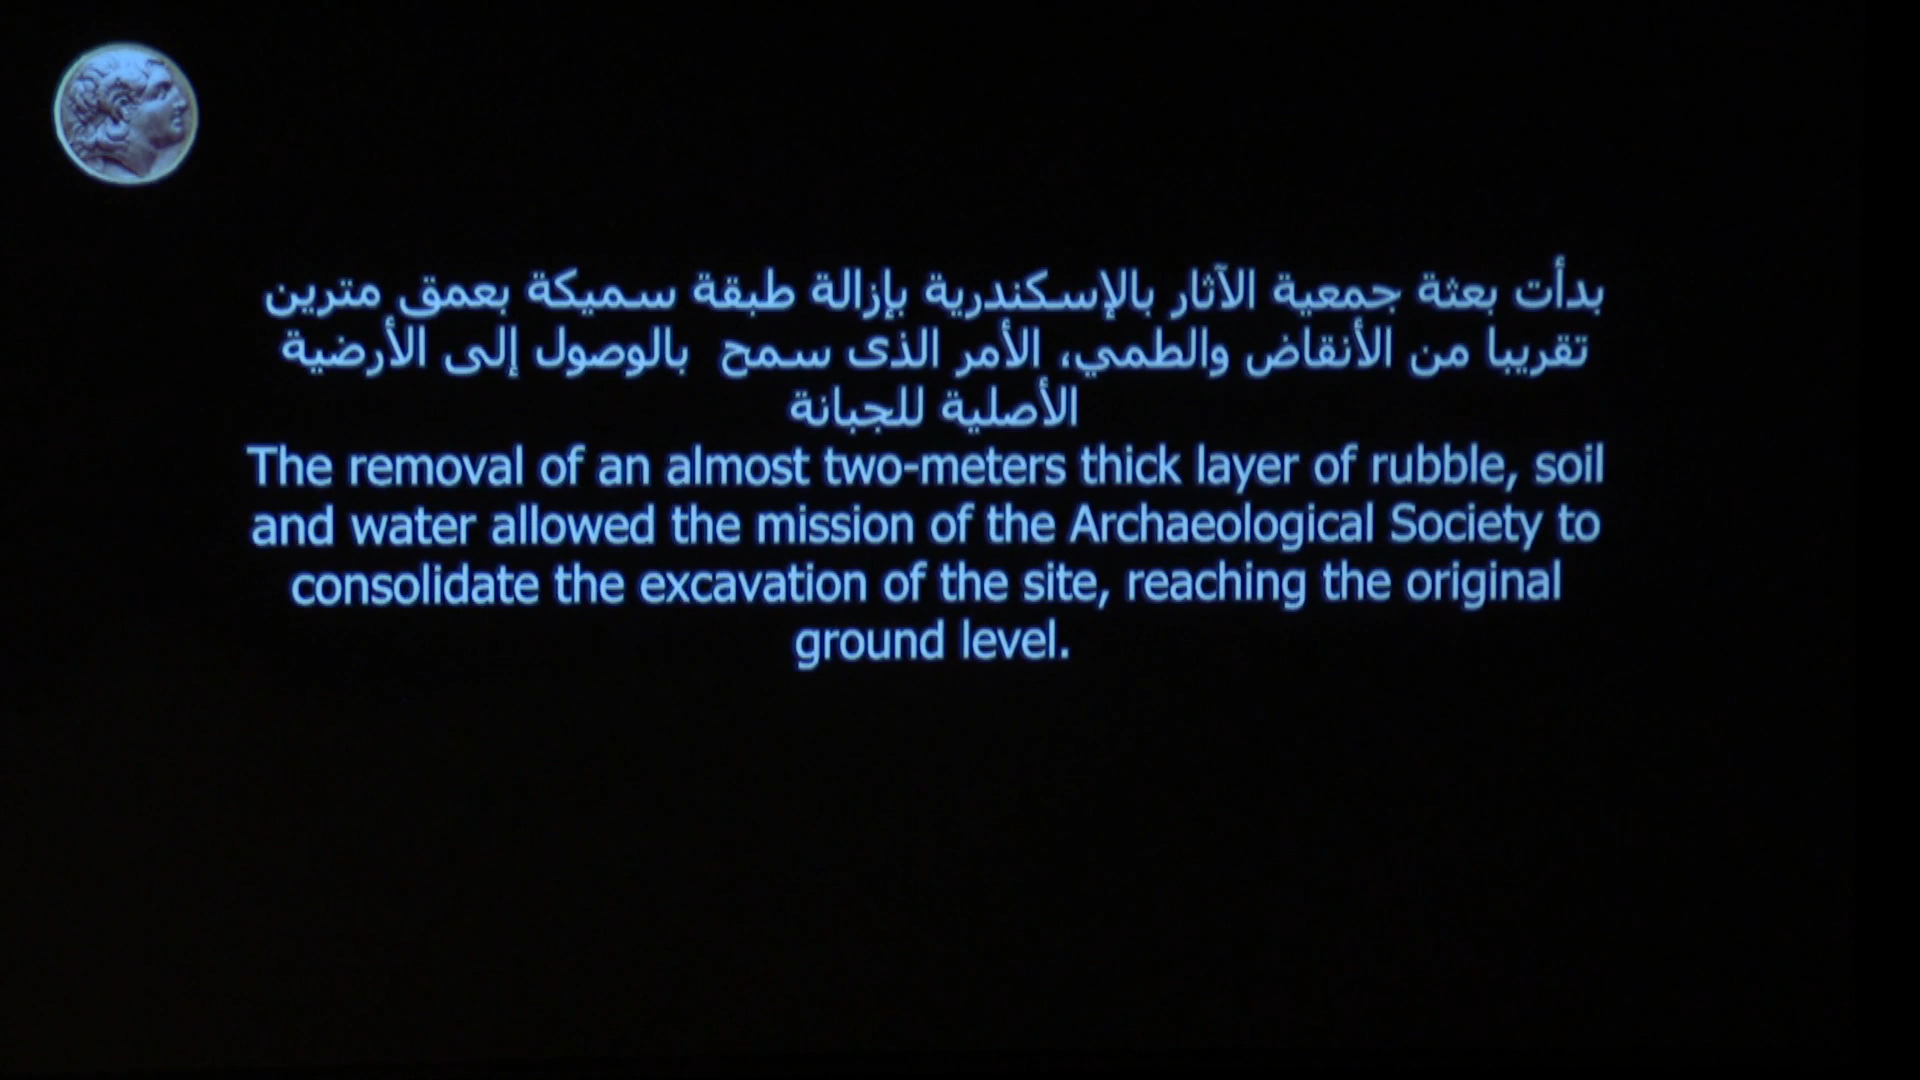 بدأت بعثة جمعية الآثار بالإسكندرية بإزالة طبقة سميكة بعمق مترين
تقريبا من الأنقاض والطمي، الأمر الذى سمح بالوصول إلى الأرضية
الأصلية للجبانة
The removal of an almost two-meters thick layer of rubble, soil
and water allowed the mission of the Archaeological Society to
consolidate the excavation of the site, reaching the original
ground level.